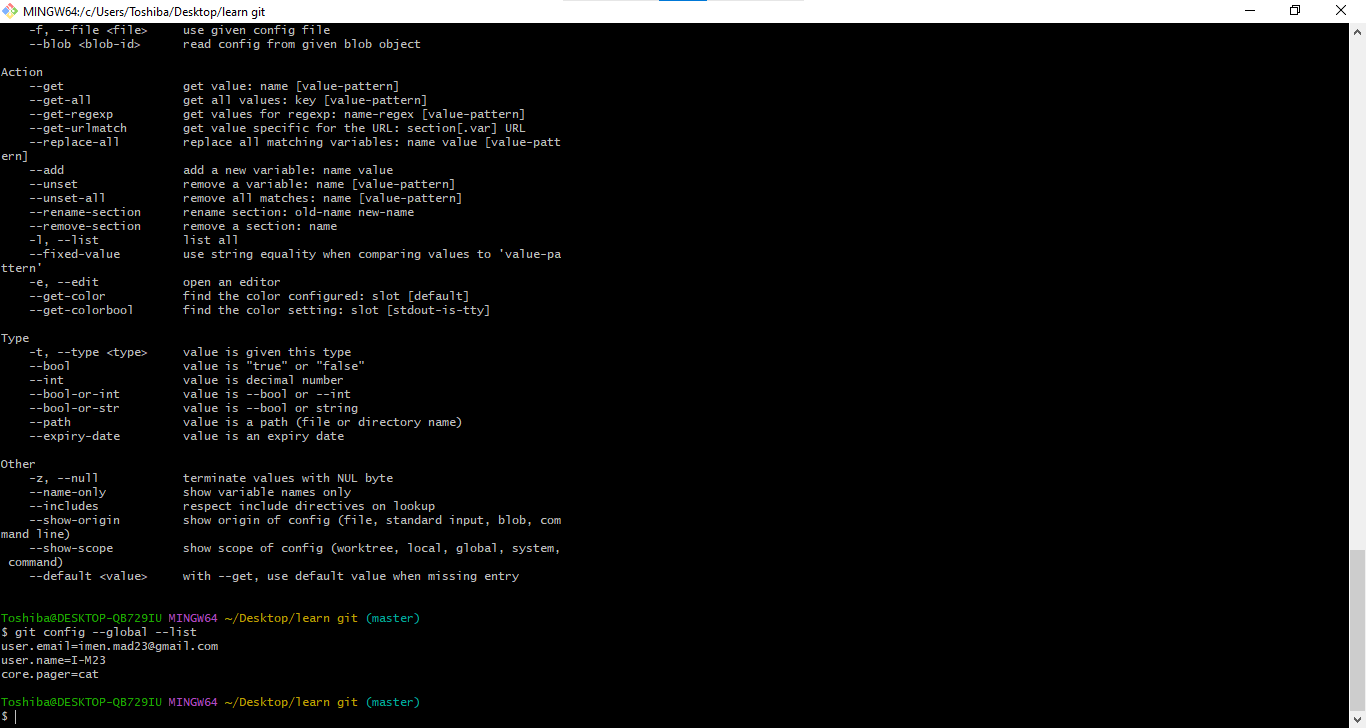 MINGW64:/c/Users/Toshiba/Desktop/learn git
    -f, --file <file>     use given config file
    --blob <blob-id>      read config from given blob object

Action
    --get                 get value: name [value-pattern]
    --get-all             get all values: key [value-pattern]
    --get-regexp          get values for regexp: name-regex [value-pattern]
    --get-urlmatch        get value specific for the URL: section[.var] URL
    --replace-all         replace all matching variables: name value [value-patt
ern]
    --add                 add a new variable: name value
    --unset               remove a variable: name [value-pattern]
    --unset-all           remove all matches: name [value-pattern]
    --rename-section      rename section: old-name new-name
    --remove-section      remove a section: name
    -l, --list            list all
    --fixed-value         use string equality when comparing values to 'value-pa
ttern'
    -e, --edit            open an editor
    --get-color           find the color configured: slot [default]
    --get-colorbool       find the color setting: slot [stdout-is-tty]

Type
    -t, --type <type>     value is given this type
    --bool                value is "true" or "false"
    --int                 value is decimal number
    --bool-or-int         value is --bool or --int
    --bool-or-str         value is --bool or string
    --path                value is a path (file or directory name)
    --expiry-date         value is an expiry date

Other
    -z, --null            terminate values with NUL byte
    --name-only           show variable names only
    --includes            respect include directives on lookup
    --show-origin         show origin of config (file, standard input, blob, com
mand line)
    --show-scope          show scope of config (worktree, local, global, system,
 command)
    --default <value>     with --get, use default value when missing entry

Toshiba@DESKTOP-QB729IU MINGW64 ~/Desktop/learn git (master)
$ git config --global --list
user.email=imen.mad23@gmail.com
user.name=I-M23
core.pager=cat

Toshiba@DESKTOP-QB729IU MINGW64 ~/Desktop/learn git (master)
$